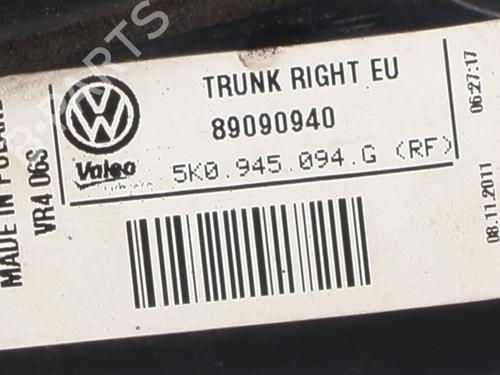 TRUNK RIGHT EU
89090940
Valeo
5K0.945 094.G (RF)
MADE IN POLAND
VR4 06S
06:27:17
08.11.2011